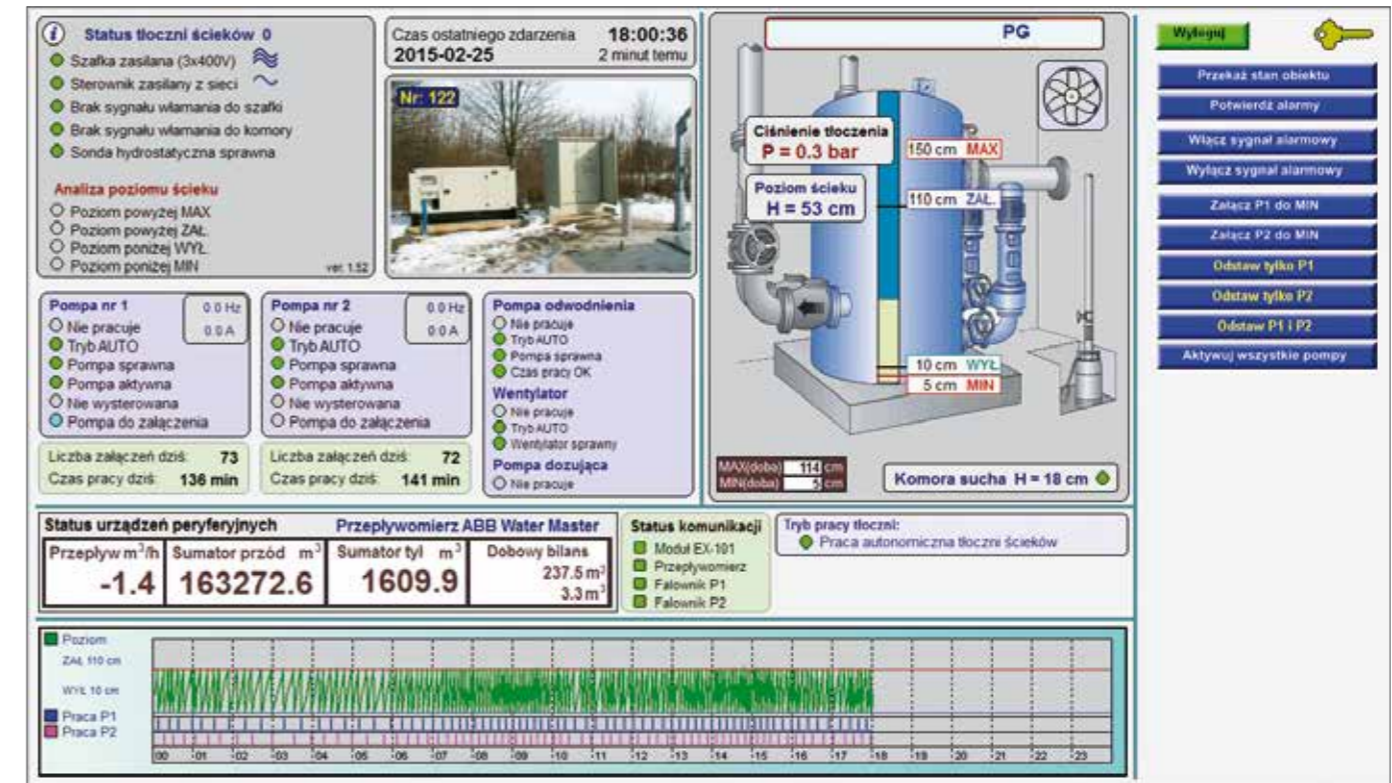 Status tłoczni ścieków 0
Szafka zasilana (3x400V)
Sterownik zasilany z sieci
Brak sygnału włamania do szafki
Brak sygnału włamania do komory
Sonda hydrostatyczna sprawna
Analiza poziomu ścieku
Poziom powyżej MAX
Poziom powyżej ZAŁ.
Poziom poniżej WYŁ.
Poziom poniżej MIN
ver. 1.52
Czas ostatniego zdarzenia 18:00:36
2015-02-25 2 minut temu
Nr: 122
Pompa nr 1
0.0 Hz
Nie pracuje
0.0 A
Tryb AUTO
Pompa sprawna
Pompa aktywna
Nie wysterowana
Pompa do załączenia
Liczba załączeń dziś: 73
Czas pracy dziś: 136 min
Pompa nr 2
0.0 Hz
Nie pracuje
0.0 A
Tryb AUTO
Pompa sprawna
Pompa aktywna
Nie wysterowana
Pompa do załączenia
Liczba załączeń dziś: 72
Czas pracy dziś: 141 min
Pompa odwodnienia
Nie pracuje
Tryb AUTO
Pompa sprawna
Czas pracy OK
Wentylator
Nie pracuje
Tryb AUTO
Wentylator sprawny
Pompa dozująca
Nie pracuje
PG
Ciśnienie tłoczenia
P = 0.3 bar
150 cm MAX
Poziom ścieku
H = 53 cm
110 cm ZAŁ.
10 cm WYŁ
5 cm MIN
MAX(doba) 114 cm
MIN(doba) 5 cm
Komora sucha H = 18 cm
Wyloguj
Przekaż stan obiektu
Potwierdź alarmy
Włącz sygnał alarmowy
Wyłącz sygnał alarmowy
Załącz P1 do MIN
Załącz P2 do MIN
Odstaw tylko P1
Odstaw tylko P2
Odstaw P1 i P2
Aktywuj wszystkie pompy
Status urządzeń peryferyjnych Przepływomierz ABB Water Master
Przepływ m³/h Sumator przód m³ Sumator tył m³ Dobowy bilans
-1.4 163272.6 1609.9 237.5 m³
3.3 m³
Status komunikacji
Moduł EX-101
Przepływomierz
Falownik P1
Falownik P2
Tryb pracy tłoczni:
Praca autonomiczna tłoczni ścieków
Poziom
ZAŁ 110 cm
WYŁ 10 cm
Praca P1
Praca P2
00 01 02 03 04 05 06 07 08 09 10 11 12 13 14 15 16 17 18 19 20 21 22 23